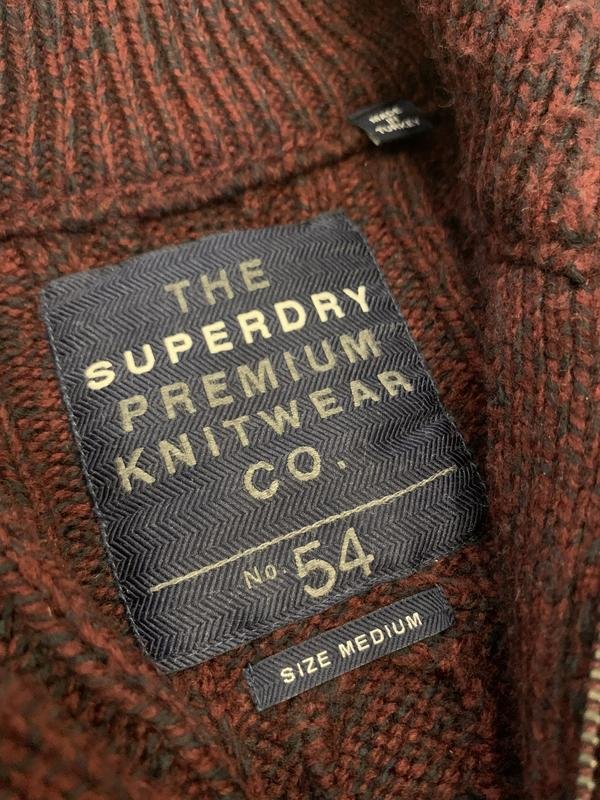 MADE
IN
TURKEY
THE
SUPERDRY
PREMIUM
KNITWEAR
CO.
No. 54
SIZE MEDIUM